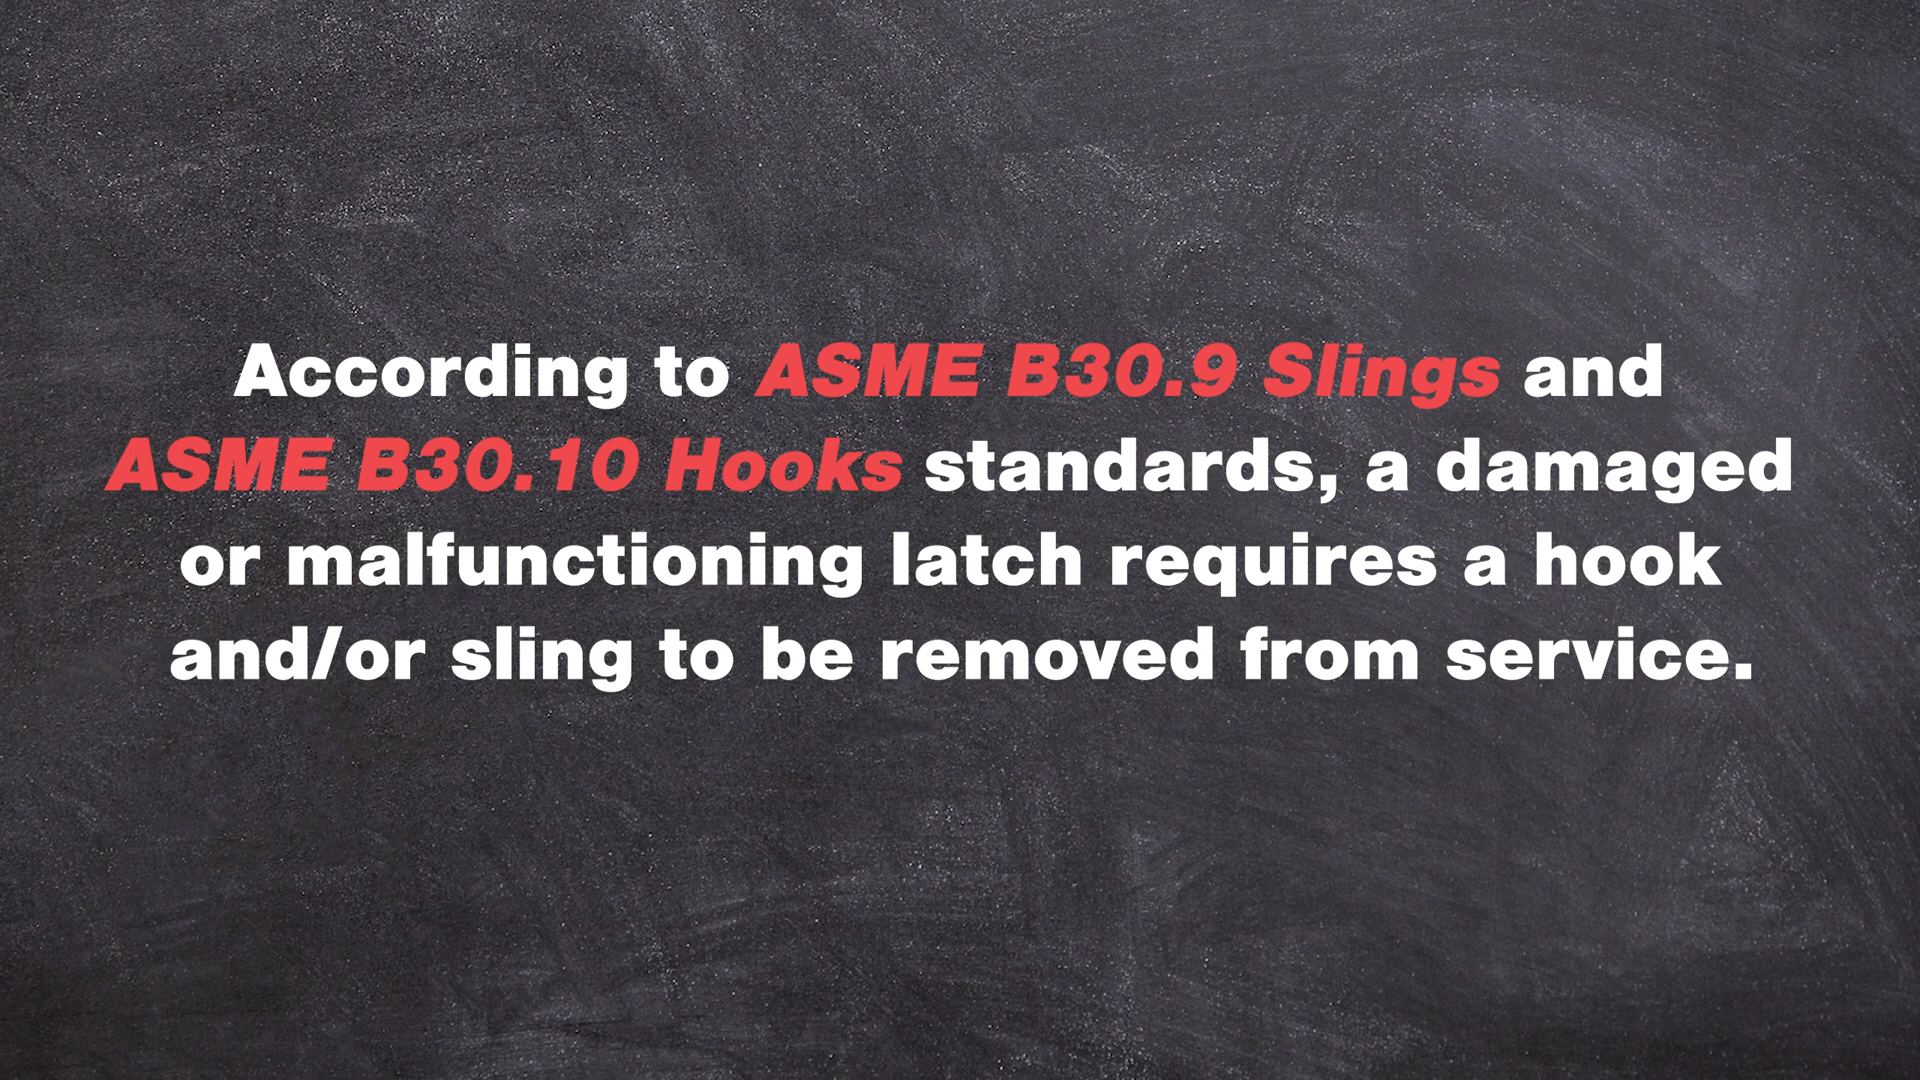 According to ASME B30.9 Slings and
ASME B30.10 Hooks standards, a damaged
or malfunctioning latch requires a hook
and/or sling to be removed from service.